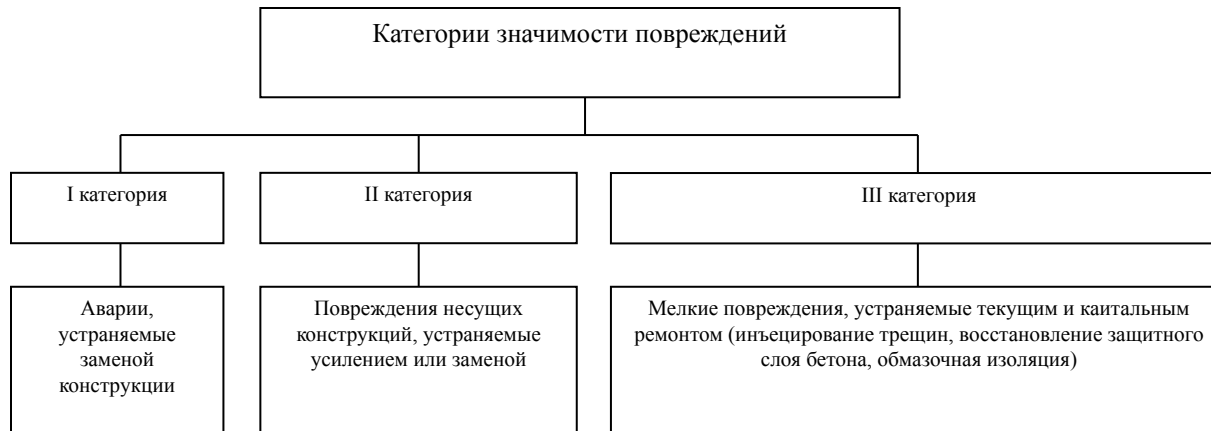 Категории значимости повреждений
I категория
II категория
III категория
Аварии,
устраняемые
заменой
конструкции
Повреждения несущих
конструкций, устраняемые
усилением или заменой
Мелкие повреждения, устраняемые текущим и каитальным
ремонтом (инъецирование трещин, восстановление защитного
слоя бетона, обмазочная изоляция)